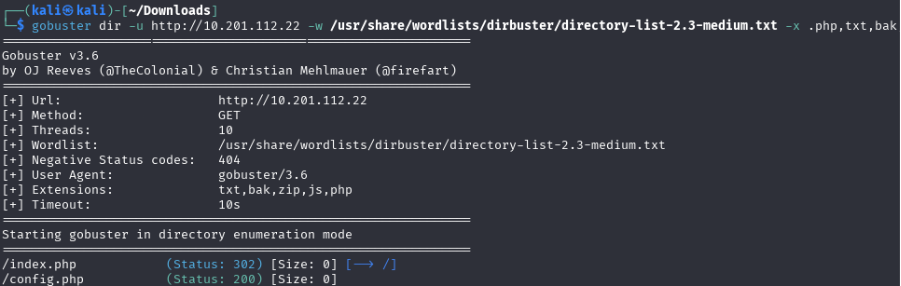 ┌──(kali㉿kali)-[~/Downloads]
└─$ gobuster dir -u http://10.201.112.22 -w /usr/share/wordlists/dirbuster/directory-list-2.3-medium.txt -x .php,txt,bak
===============================================================
Gobuster v3.6
by OJ Reeves (@TheColonial) & Christian Mehlmauer (@firefart)
===============================================================
[+] Url:                     http://10.201.112.22
[+] Method:                  GET
[+] Threads:                 10
[+] Wordlist:                /usr/share/wordlists/dirbuster/directory-list-2.3-medium.txt
[+] Negative Status codes:   404
[+] User Agent:              gobuster/3.6
[+] Extensions:              txt,bak,zip,js,php
[+] Timeout:                 10s
===============================================================
Starting gobuster in directory enumeration mode
===============================================================
/index.php            (Status: 302) [Size: 0] [--> /]
/config.php           (Status: 200) [Size: 0]